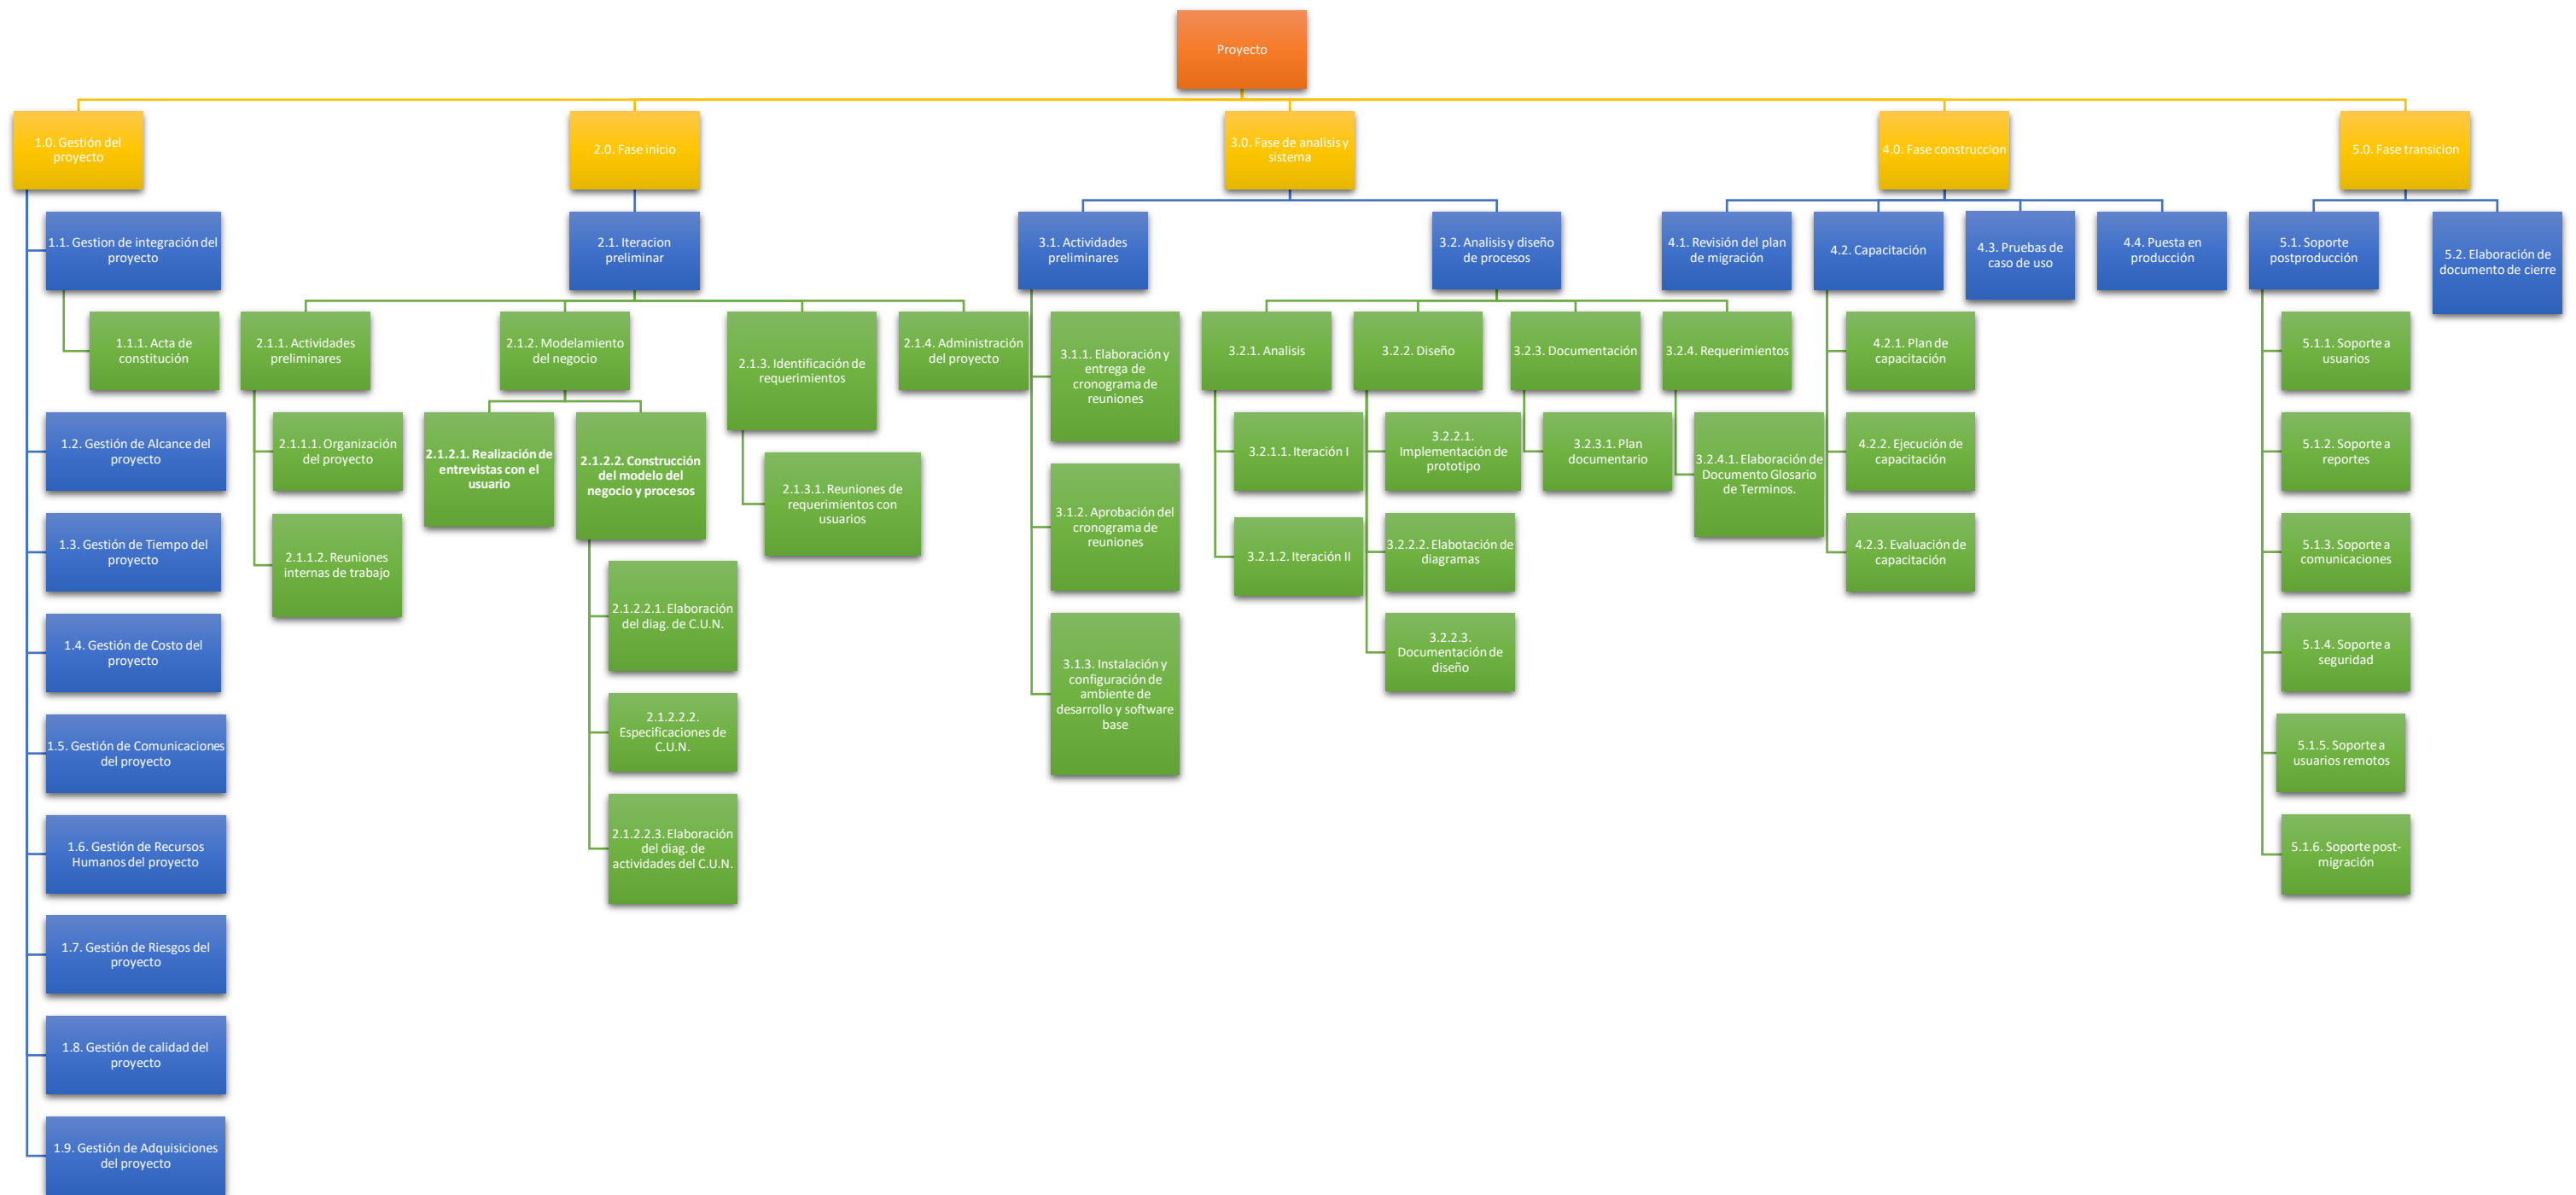 Proyecto
1.0. Gestión del
proyecto
2.0. Fase inicio
3.0. Fase de analisis y
sistema
4.0. Fase construccion
5.0. Fase transicion
1.1. Gestion de integración del
proyecto
1.1.1. Acta de
constitución
1.2. Gestión de Alcance del
proyecto
1.3. Gestión de Tiempo del
proyecto
1.4. Gestión de Costo del
proyecto
1.5. Gestión de Comunicaciones
del proyecto
1.6. Gestión de Recursos
Humanos del proyecto
1.7. Gestión de Riesgos del
proyecto
1.8. Gestión de calidad del
proyecto
1.9. Gestión de Adquisiciones
del proyecto
2.1. Iteracion
preliminar
2.1.1. Actividades
preliminares
2.1.1.1. Organización
del proyecto
2.1.1.2. Reuniones
internas de trabajo
2.1.2. Modelamiento
del negocio
2.1.2.1. Realización de
entrevistas con el
usuario
2.1.2.2. Construcción
del modelo del
negocio y procesos
2.1.2.2.1. Elaboración
del diag. de C.U.N.
2.1.2.2.2.
Especificaciones de
C.U.N.
2.1.2.2.3. Elaboración
del diag. de
actividades del C.U.N.
2.1.3. Identificación de
requerimientos
2.1.3.1. Reuniones de
requerimientos con
usuarios
2.1.4. Administración
del proyecto
3.1. Actividades
preliminares
3.1.1. Elaboración y
entrega de
cronograma de
reuniones
3.1.2. Aprobación del
cronograma de
reuniones
3.1.3. Instalación y
configuración de
ambiente de
desarrollo y software
base
3.2. Analisis y diseño
de procesos
3.2.1. Analisis
3.2.1.1. Iteración I
3.2.1.2. Iteración II
3.2.2. Diseño
3.2.2.1.
Implementación de
prototipo
3.2.2.2. Elabotación de
diagramas
3.2.2.3.
Documentación de
diseño
3.2.3. Documentación
3.2.3.1. Plan
documentario
3.2.4. Requerimientos
3.2.4.1. Elaboración de
Documento Glosario
de Terminos.
4.1. Revisión del plan
de migración
4.2. Capacitación
4.2.1. Plan de
capacitación
4.2.2. Ejecución de
capacitación
4.2.3. Evaluación de
capacitación
4.3. Pruebas de
caso de uso
4.4. Puesta en
producción
5.1. Soporte
postproducción
5.1.1. Soporte a
usuarios
5.1.2. Soporte a
reportes
5.1.3. Soporte a
comunicaciones
5.1.4. Soporte a
seguridad
5.1.5. Soporte a
usuarios remotos
5.1.6. Soporte post-
migración
5.2. Elaboración de
documento de cierre